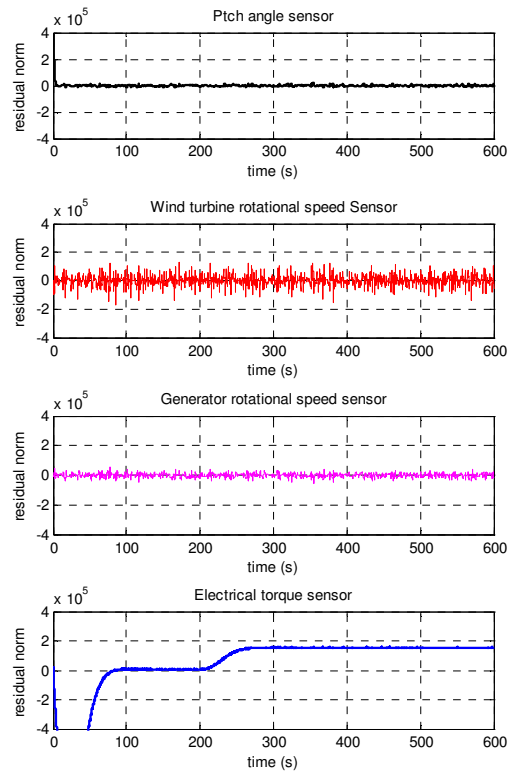 Ptch angle sensor
x 10^5
4
2
0
-2
-4
residual norm
0 100 200 300 400 500 600
time (s)
Wind turbine rotational speed Sensor
x 10^5
4
2
0
-2
-4
residual norm
0 100 200 300 400 500 600
time (s)
Generator rotational speed sensor
x 10^5
4
2
0
-2
-4
residual norm
0 100 200 300 400 500 600
time (s)
Electrical torque sensor
x 10^5
4
2
0
-2
-4
residual norm
0 100 200 300 400 500 600
time (s)